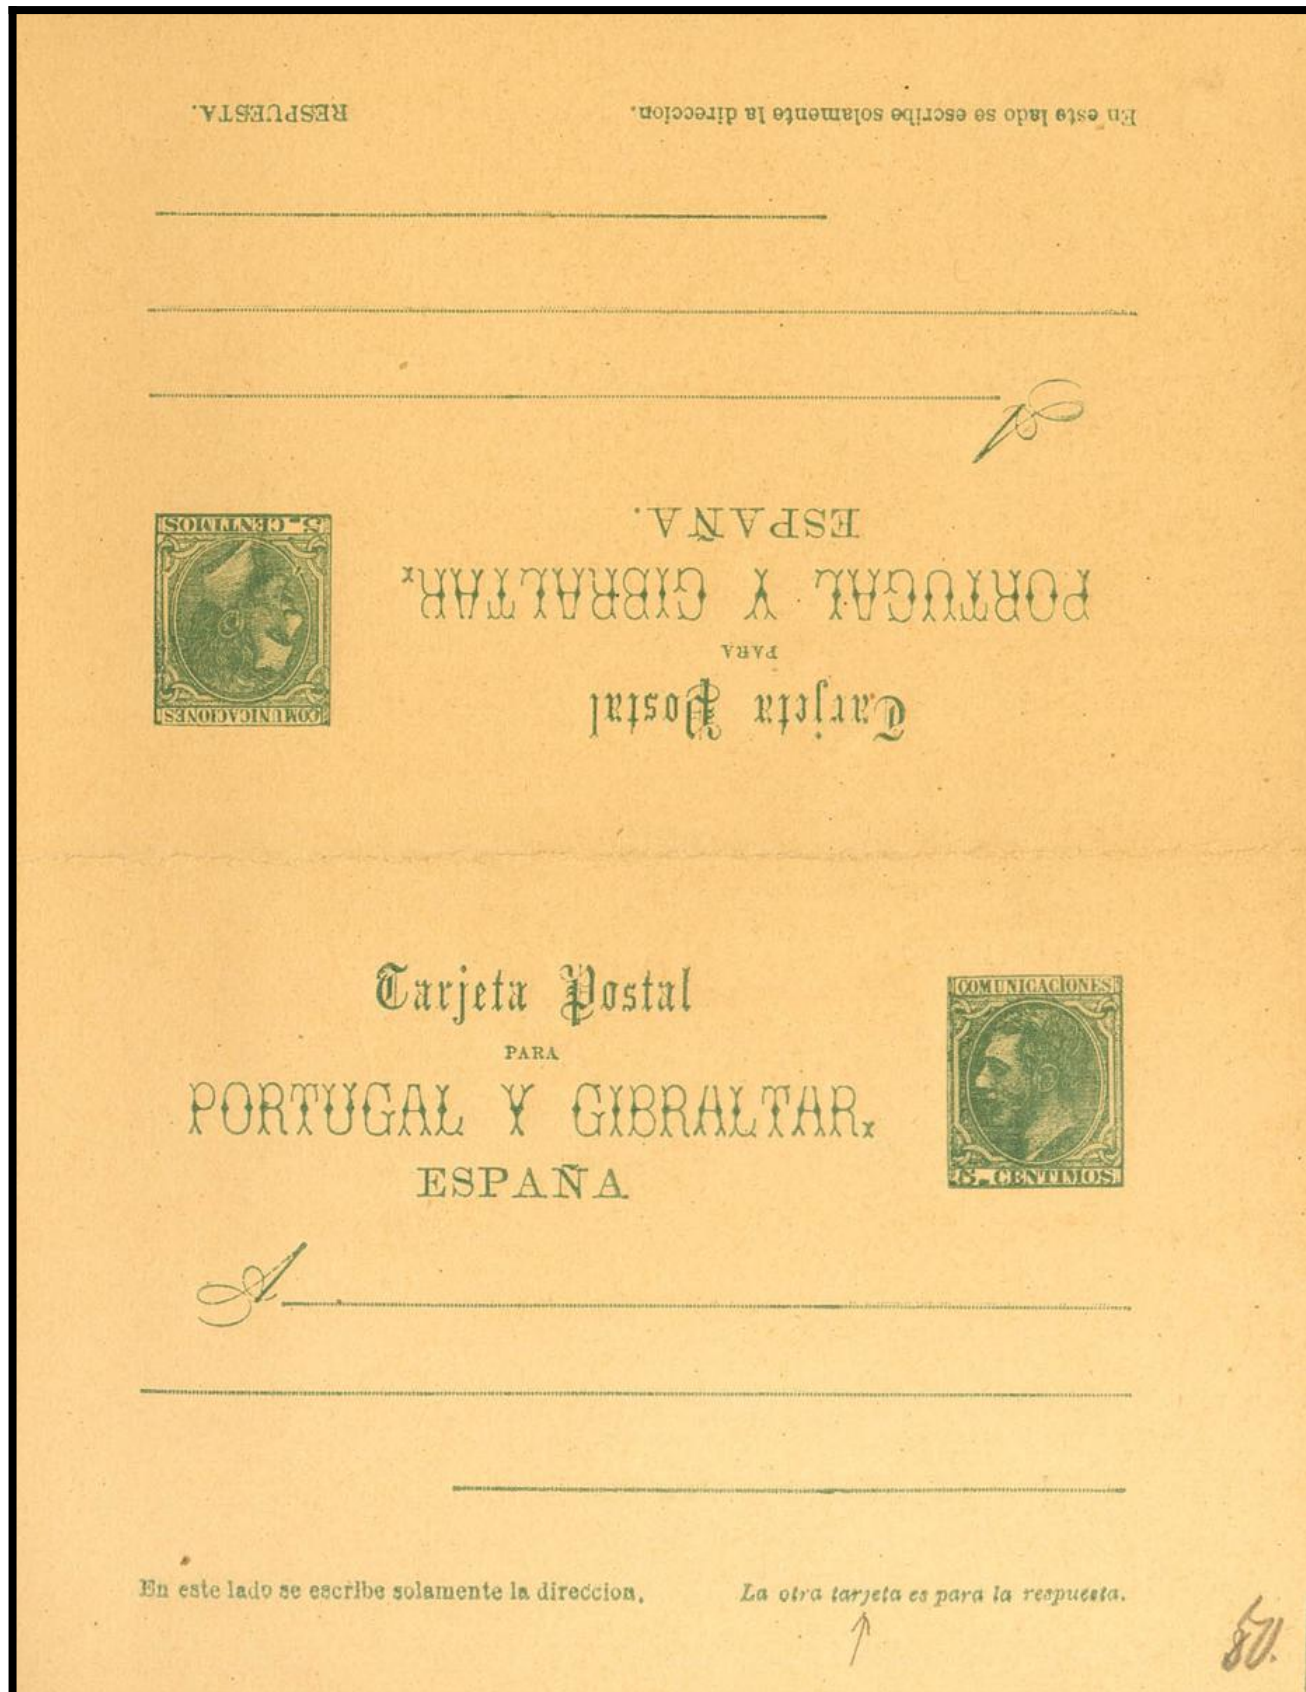 RESPUESTA.
En este lado se escribe solamente la direccion.
A
ESPAÑA.
PORTUGAL Y GIBRALTAR.
PARA
Tarjeta Postal
5. CENTIMOS
COMUNICACIONES
Tarjeta Postal
PARA
PORTUGAL Y GIBRALTAR.
ESPAÑA
COMUNICACIONES
5. CENTIMOS
A
En este lado se escribe solamente la direccion.
La otra tarjeta es para la respuesta.